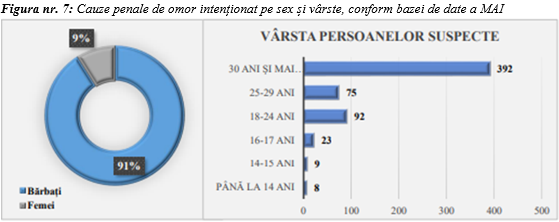 Figura nr. 7: Cauze penale de omor intenționat pe sex și vârste, conform bazei de date a MAI
9%
91%
Bărbați
Femei
VÂRSTA PERSOANELOR SUSPECTE
30 ANI ȘI MAI... 392
25-29 ANI 75
18-24 ANI 92
16-17 ANI 23
14-15 ANI 9
PÂNĂ LA 14 ANI 8
0 100 200 300 400 500